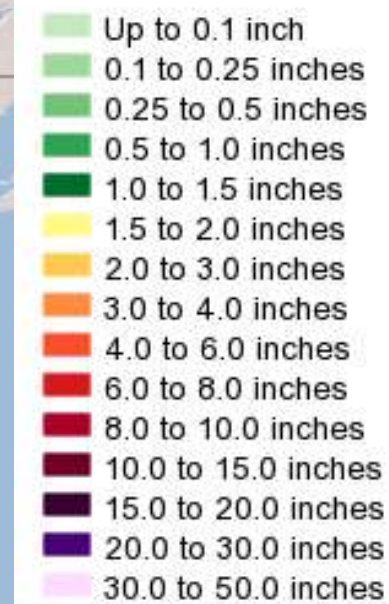 Up to 0.1 inch
0.1 to 0.25 inches
0.25 to 0.5 inches
0.5 to 1.0 inches
1.0 to 1.5 inches
1.5 to 2.0 inches
2.0 to 3.0 inches
3.0 to 4.0 inches
4.0 to 6.0 inches
6.0 to 8.0 inches
8.0 to 10.0 inches
10.0 to 15.0 inches
15.0 to 20.0 inches
20.0 to 30.0 inches
30.0 to 50.0 inches